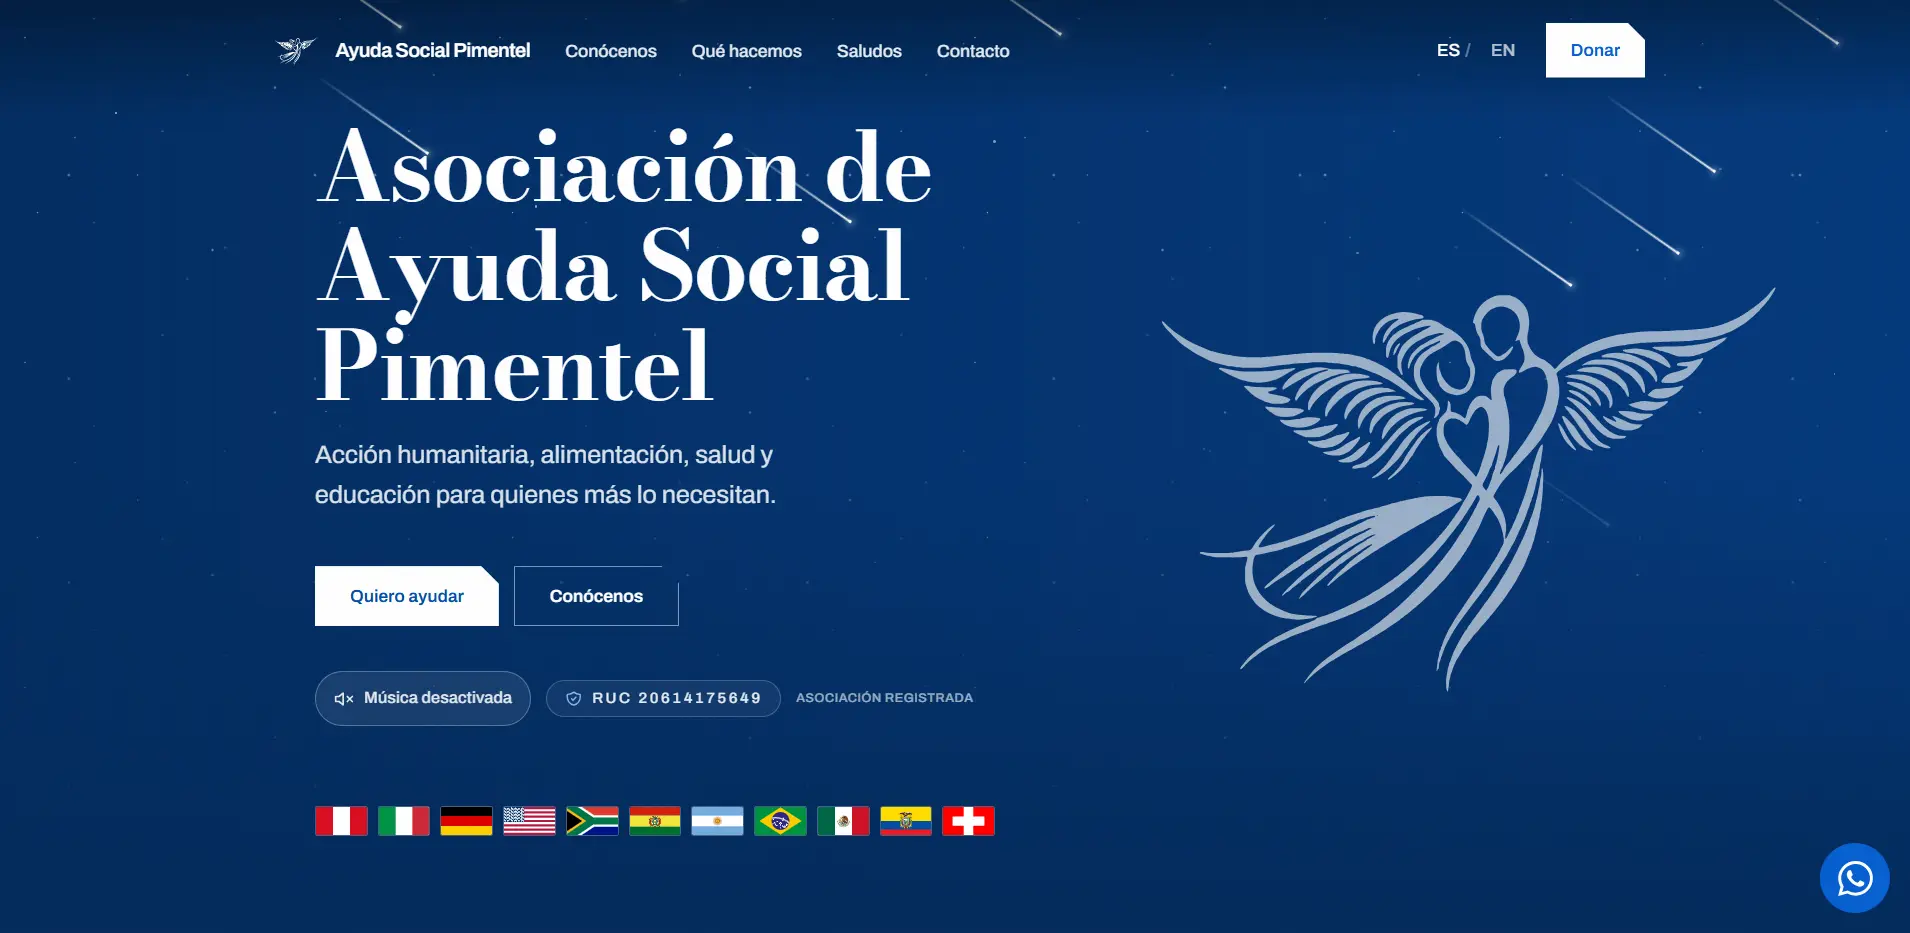 Ayuda Social Pimentel
Conócenos
Qué hacemos
Saludos
Contacto
ES / EN
Donar
Asociación de
Ayuda Social
Pimentel
Acción humanitaria, alimentación, salud y
educación para quienes más lo necesitan.
Quiero ayudar
Conócenos
Música desactivada
RUC 20614175649
ASOCIACIÓN REGISTRADA